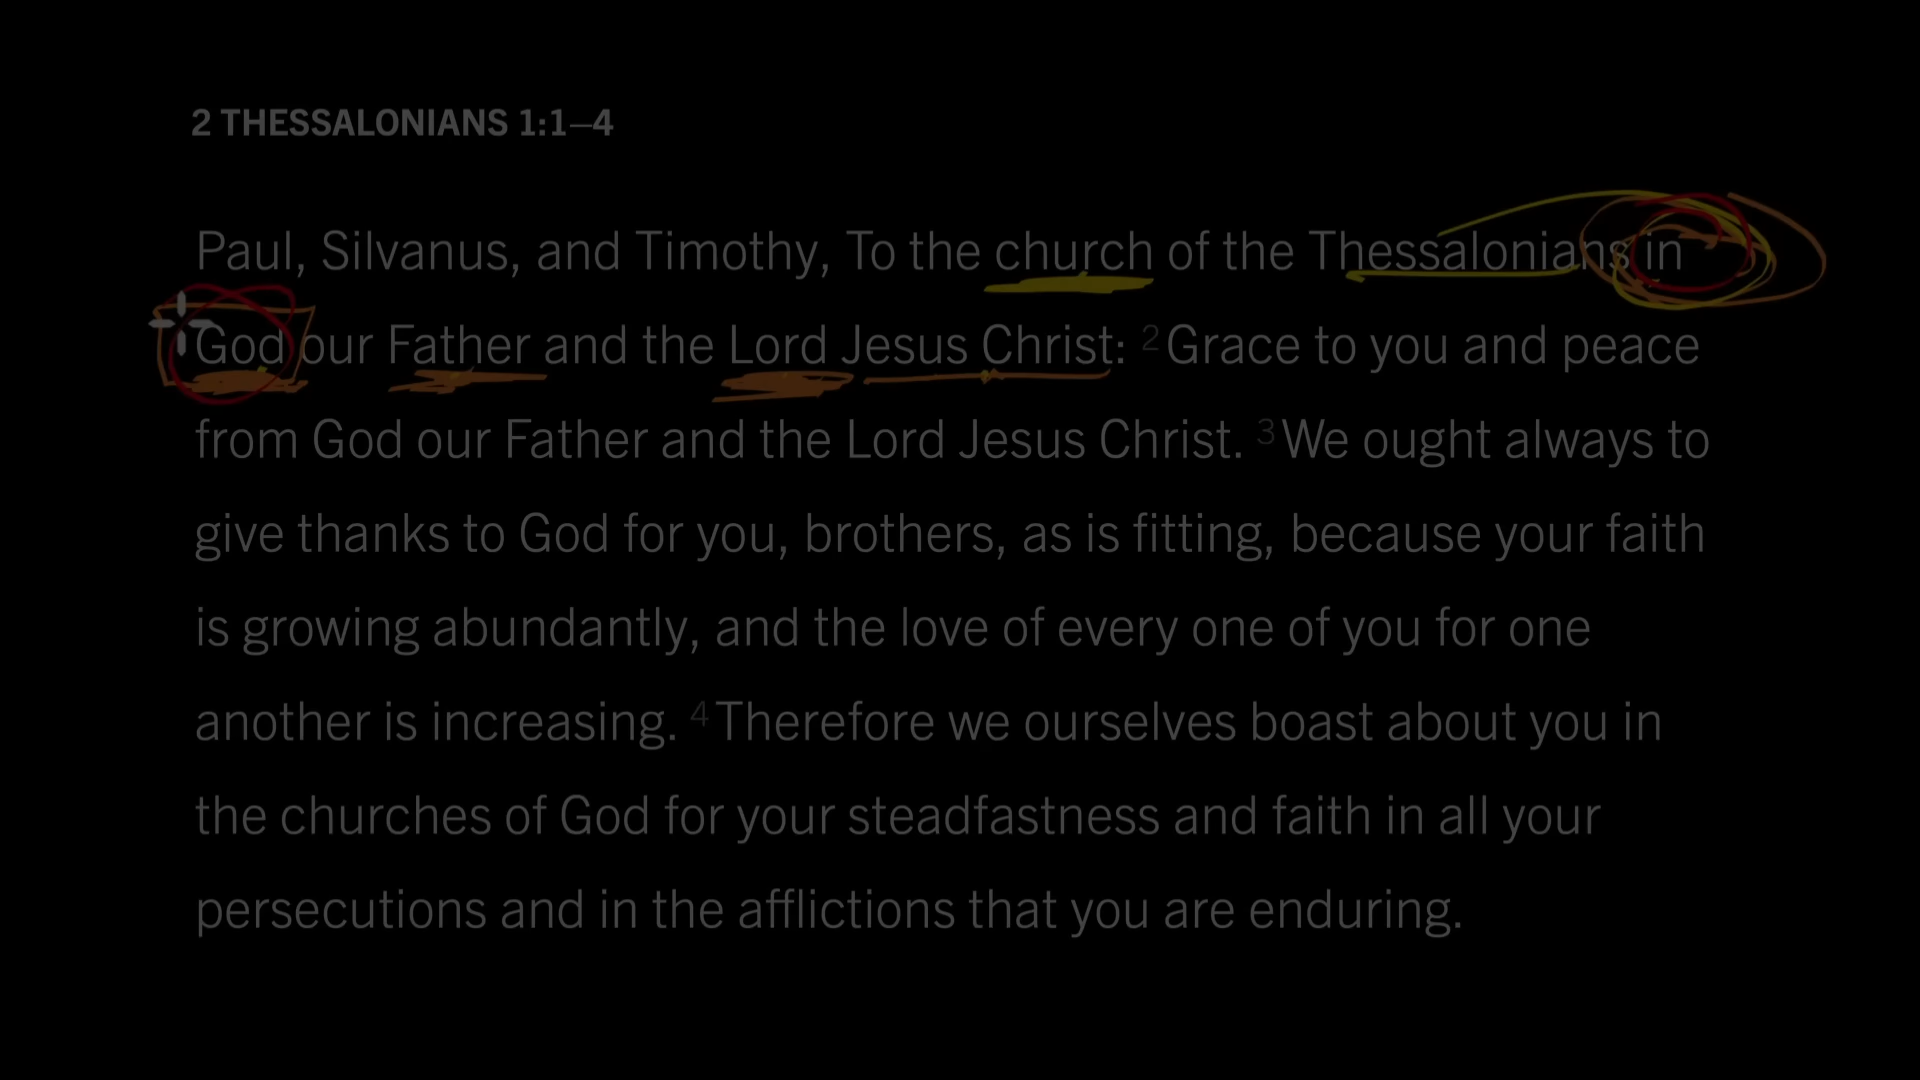 2 THESSALONIANS 1:1—4
Paul, Silvanus, and Timothy, To the church of the Thessalonians in
God our Father and the Lord Jesus Christ: 2 Grace to you and peace
from God our Father and the Lord Jesus Christ. 3 We ought always to
give thanks to God for you, brothers, as is fitting, because your faith
is growing abundantly, and the love of every one of you for one
another is increasing. 4 Therefore we ourselves boast about you in
the churches of God for your steadfastness and faith in all your
persecutions and in the afflictions that you are enduring.